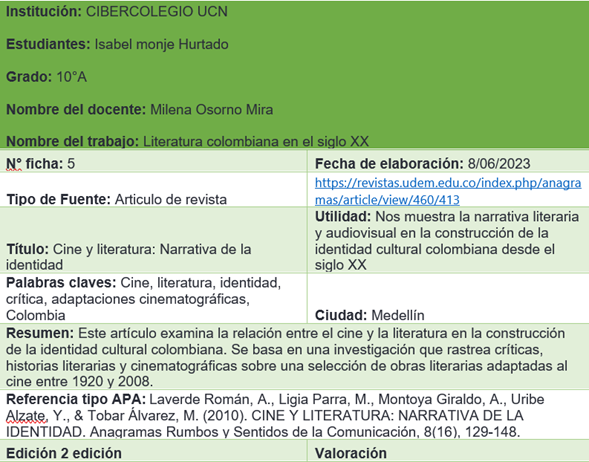 Institución: CIBERCOLEGIO UCN
Estudiantes: Isabel monje Hurtado
Grado: 10°A
Nombre del docente: Milena Osorno Mira
Nombre del trabajo: Literatura colombiana en el siglo XX
N° ficha: 5
Fecha de elaboración: 8/06/2023
Tipo de Fuente: Articulo de revista
https://revistas.udem.edu.co/index.php/anagra
mas/article/view/460/413
Título: Cine y literatura: Narrativa de la
identidad
Utilidad: Nos muestra la narrativa literaria
y audiovisual en la construcción de la
identidad cultural colombiana desde el
siglo XX
Palabras claves: Cine, literatura, identidad,
crítica, adaptaciones cinematográficas,
Colombia
Ciudad: Medellín
Resumen: Este artículo examina la relación entre el cine y la literatura en la construcción
de la identidad cultural colombiana. Se basa en una investigación que rastrea críticas,
historias literarias y cinematográficas sobre una selección de obras literarias adaptadas al
cine entre 1920 y 2008.
Referencia tipo APA: Laverde Román, A., Ligia Parra, M., Montoya Giraldo, A., Uribe
Alzate, Y., & Tobar Álvarez, M. (2010). CINE Y LITERATURA: NARRATIVA DE LA
IDENTIDAD. Anagramas Rumbos y Sentidos de la Comunicación, 8(16), 129-148.
Edición 2 edición
Valoración